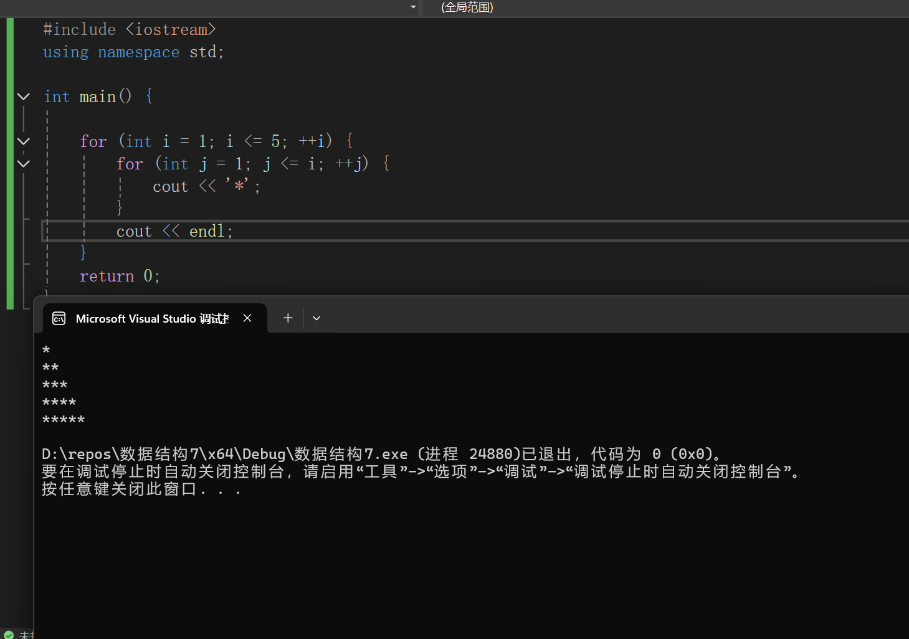 (全局范围)
#include <iostream>
using namespace std;
int main() {
for (int i = 1; i <= 5; ++i) {
for (int j = 1; j <= i; ++j) {
cout << '*';
}
cout << endl;
}
return 0;
Microsoft Visual Studio 调试
*
**
***
****
*****
D:\repos\数据结构7\x64\Debug\数据结构7.exe (进程 24880)已退出，代码为 0 (0x0)。
要在调试停止时自动关闭控制台，请启用“工具”->“选项”->“调试”->“调试停止时自动关闭控制台”。
按任意键关闭此窗口. . .